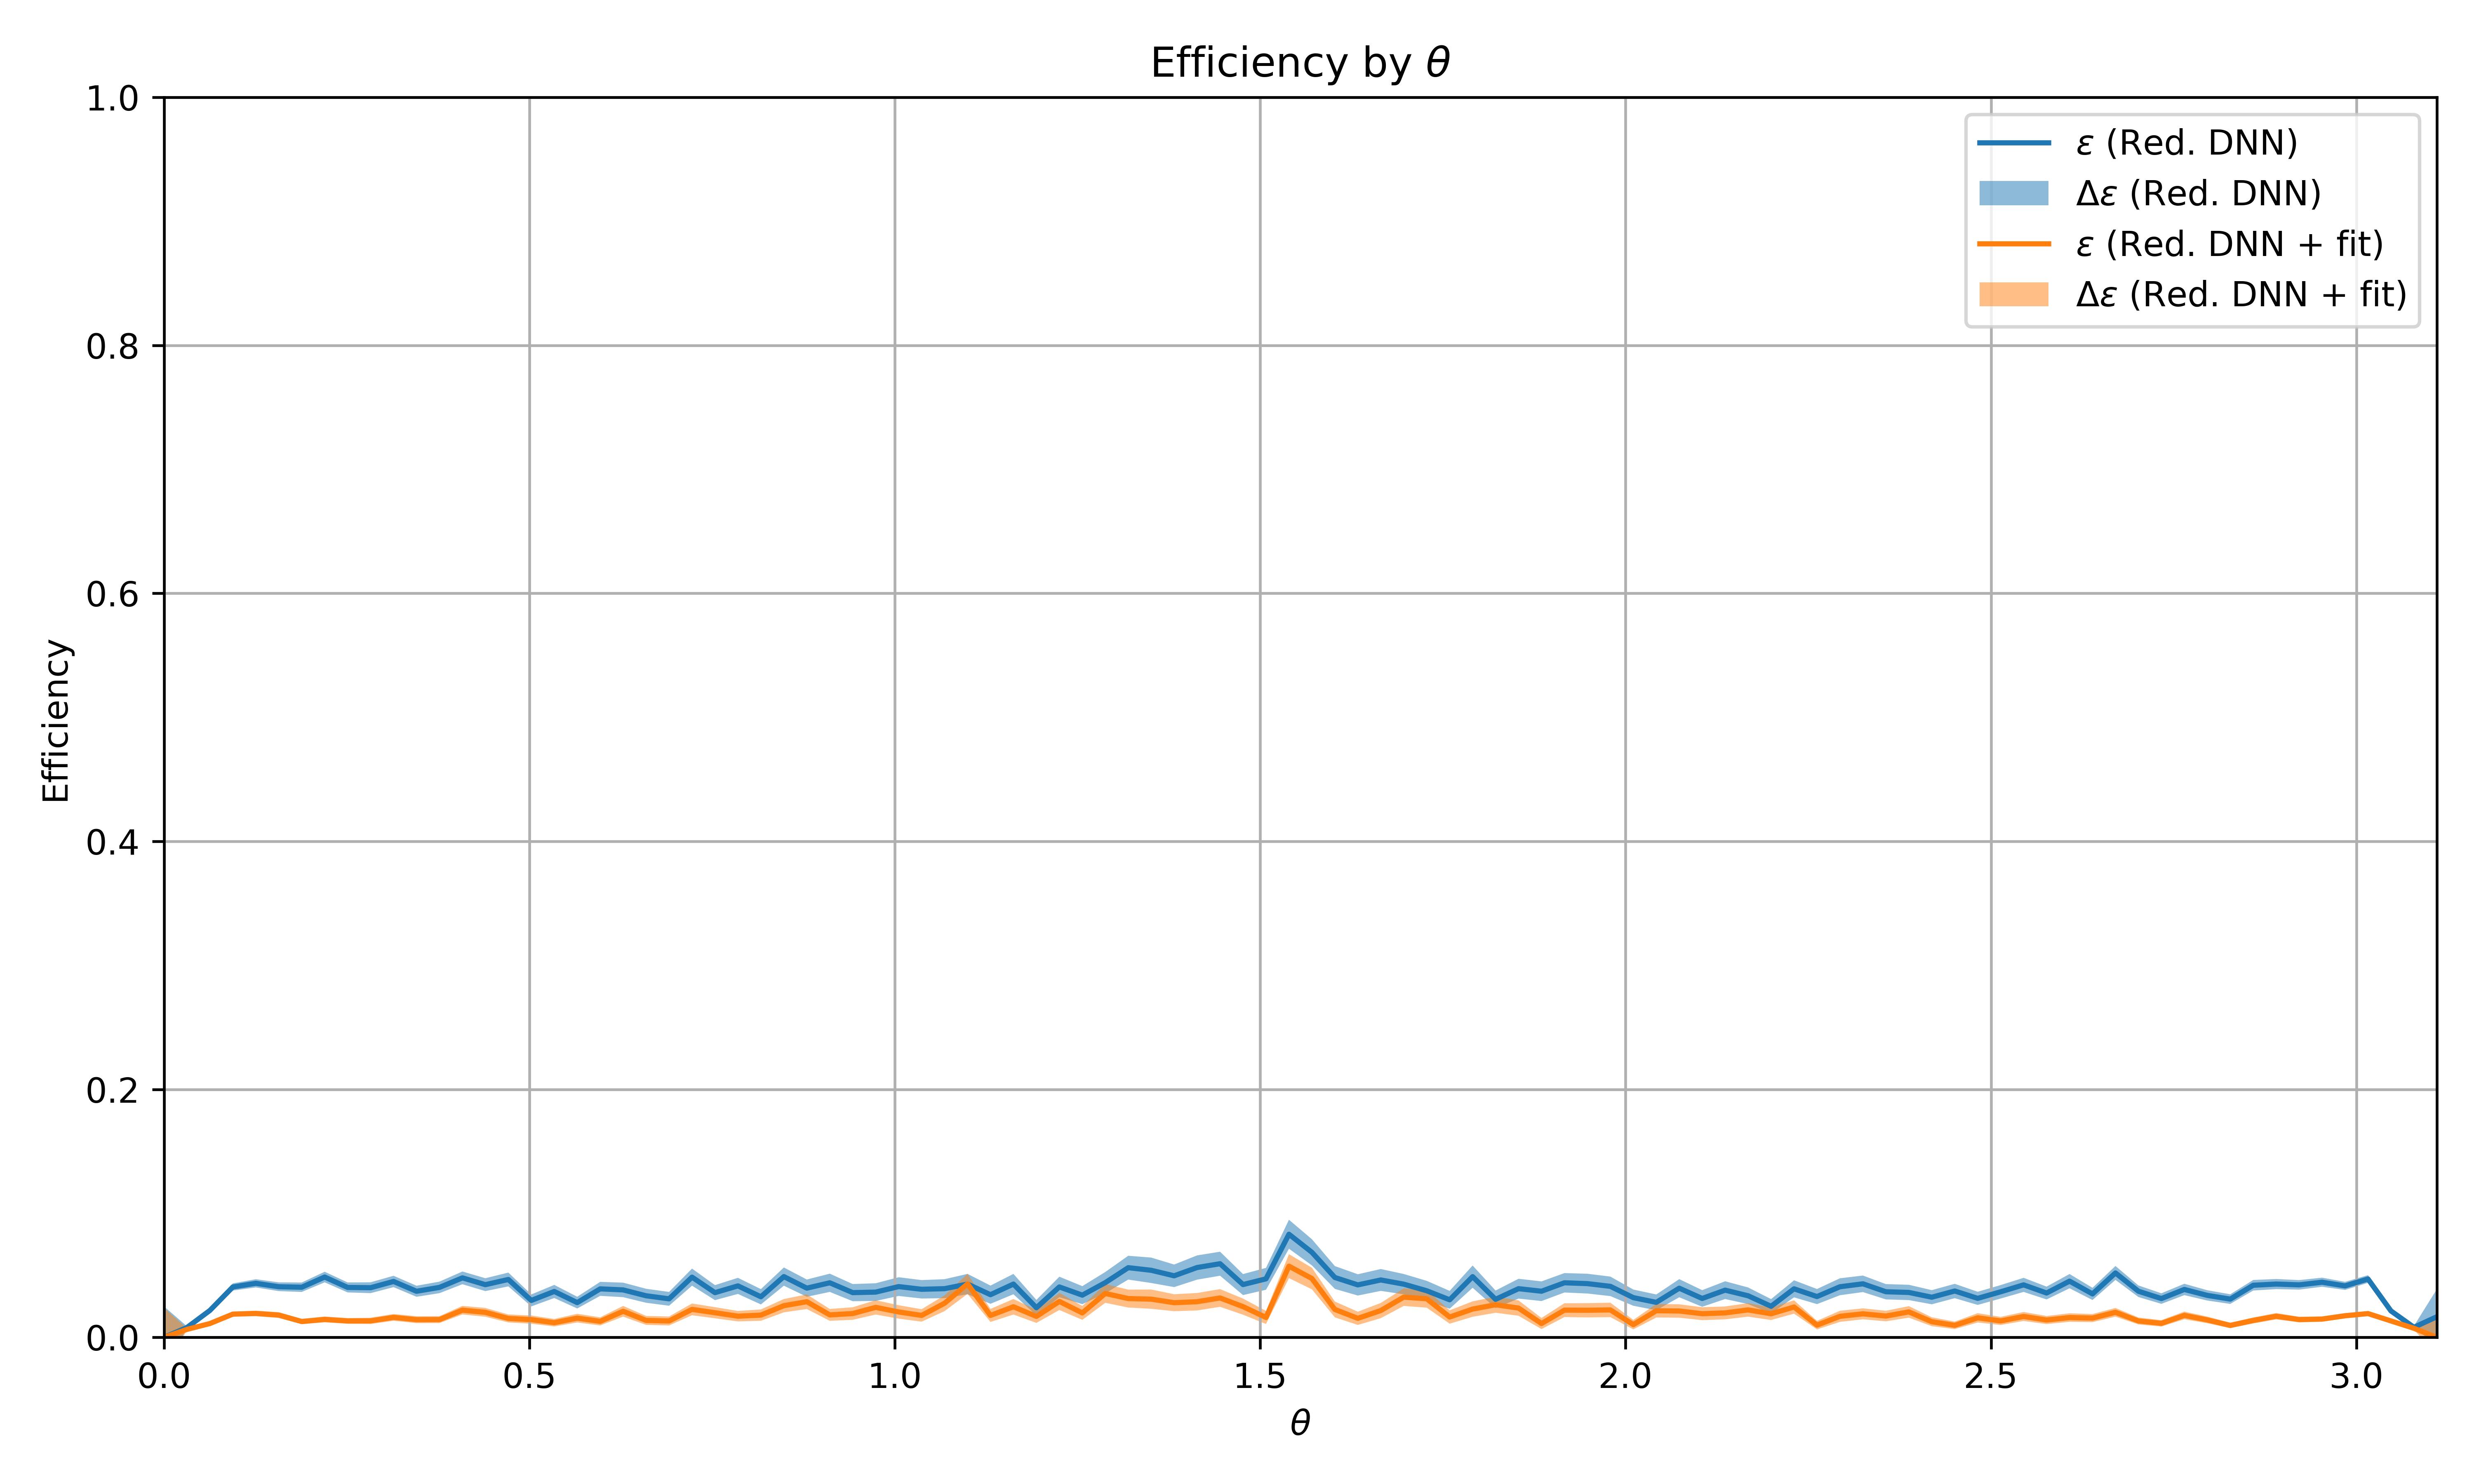 Efficiency by θ
1.0
0.8
0.6
0.4
0.2
0.0
Efficiency
ε (Red. DNN)
Δε (Red. DNN)
ε (Red. DNN + fit)
Δε (Red. DNN + fit)
0.0 0.5 1.0 1.5 2.0 2.5 3.0
θ